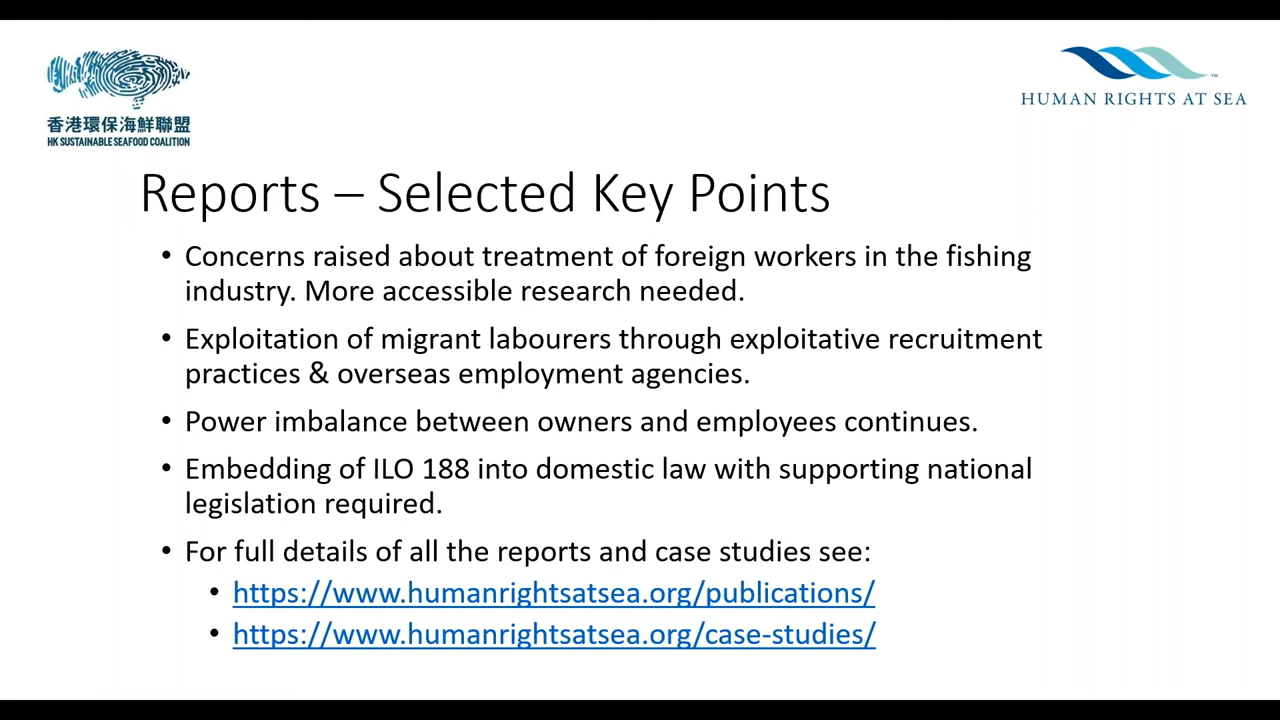 香港環保海鮮聯盟
HK SUSTAINABLE SEAFOOD COALITION
HUMAN RIGHTS AT SEA
™
Reports – Selected Key Points
• Concerns raised about treatment of foreign workers in the fishing
industry. More accessible research needed.
• Exploitation of migrant labourers through exploitative recruitment
practices & overseas employment agencies.
• Power imbalance between owners and employees continues.
• Embedding of ILO 188 into domestic law with supporting national
legislation required.
• For full details of all the reports and case studies see:
• https://www.humanrightsatsea.org/publications/
• https://www.humanrightsatsea.org/case-studies/